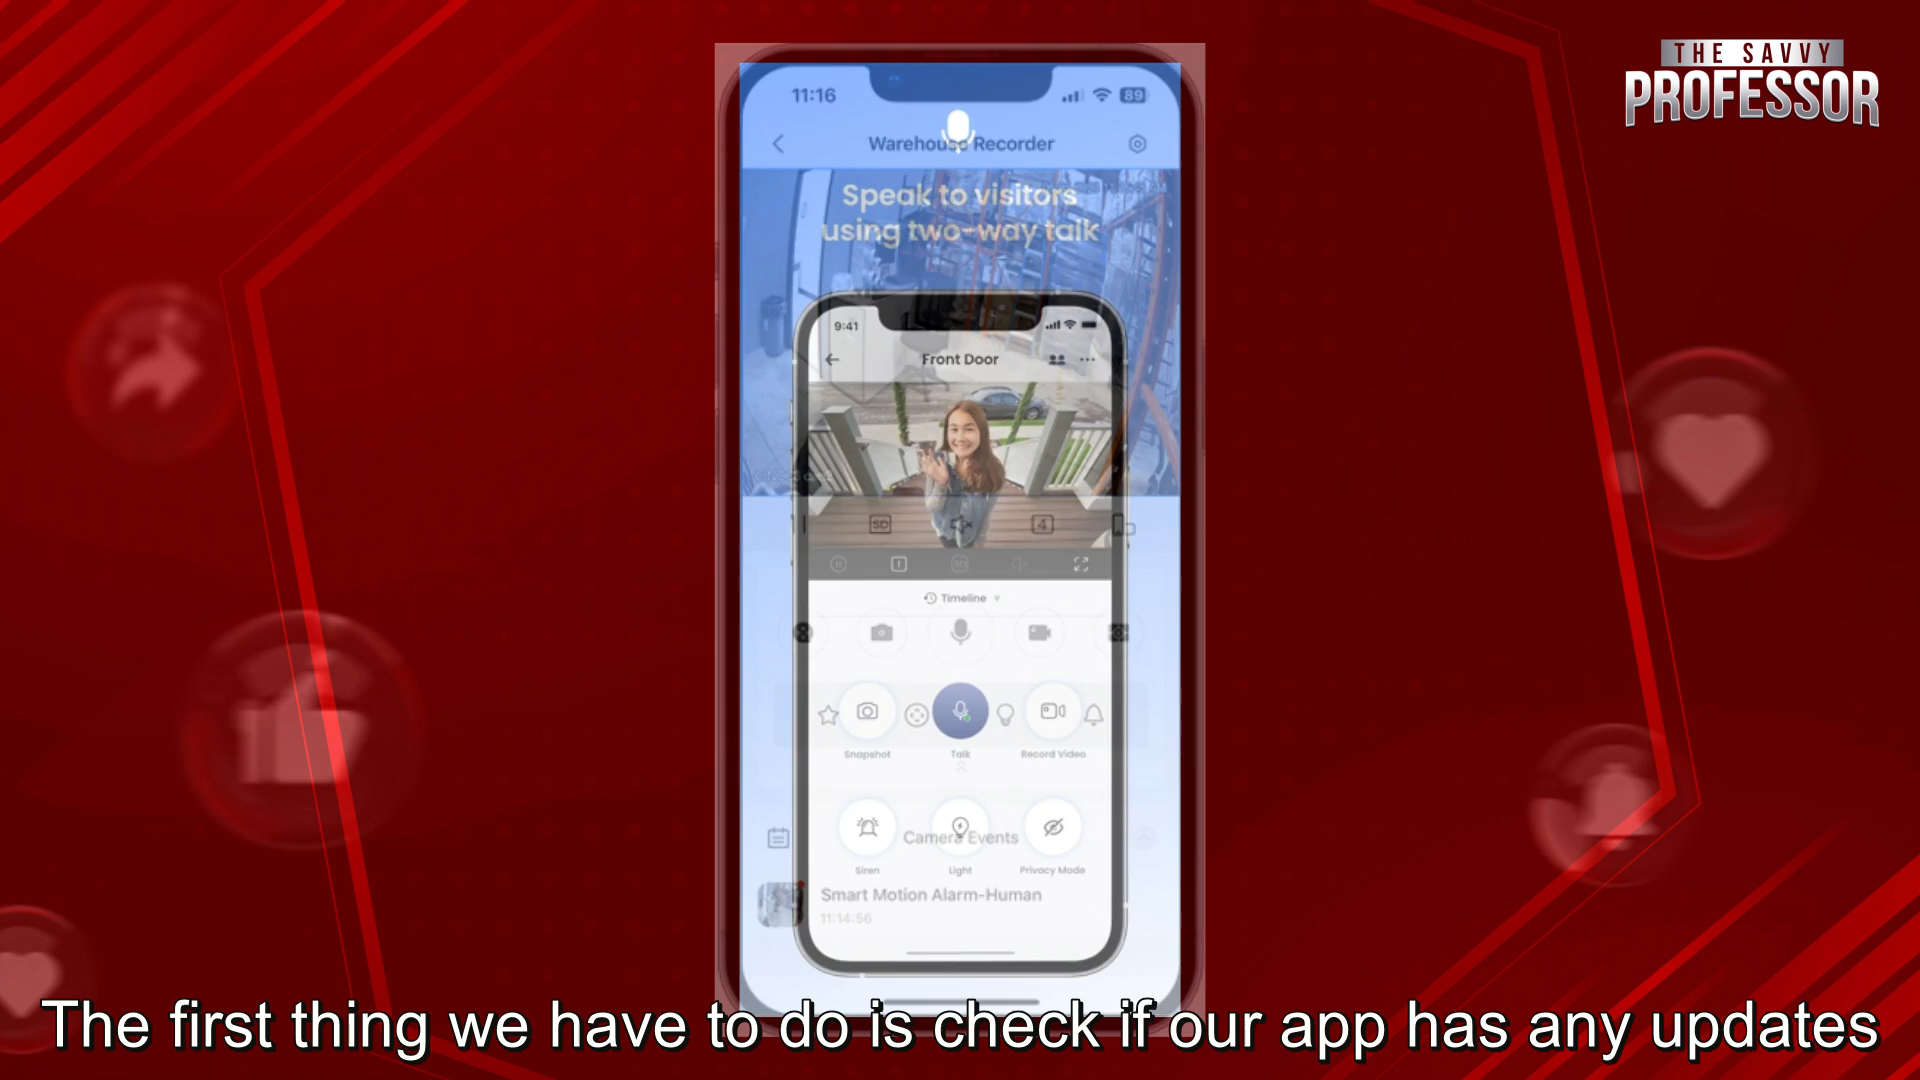 THE SAVVY
PROFESSOR
11:16
89
Warehouse Recorder
Speak to visitors
using two-way talk
9:41
Front Door
SD
4
Timeline
Snapshot
Talk
Record Video
Camera Events
Siren
Light
Privacy Mode
Smart Motion Alarm-Human
11:14:56
The first thing we have to do is check if our app has any updates